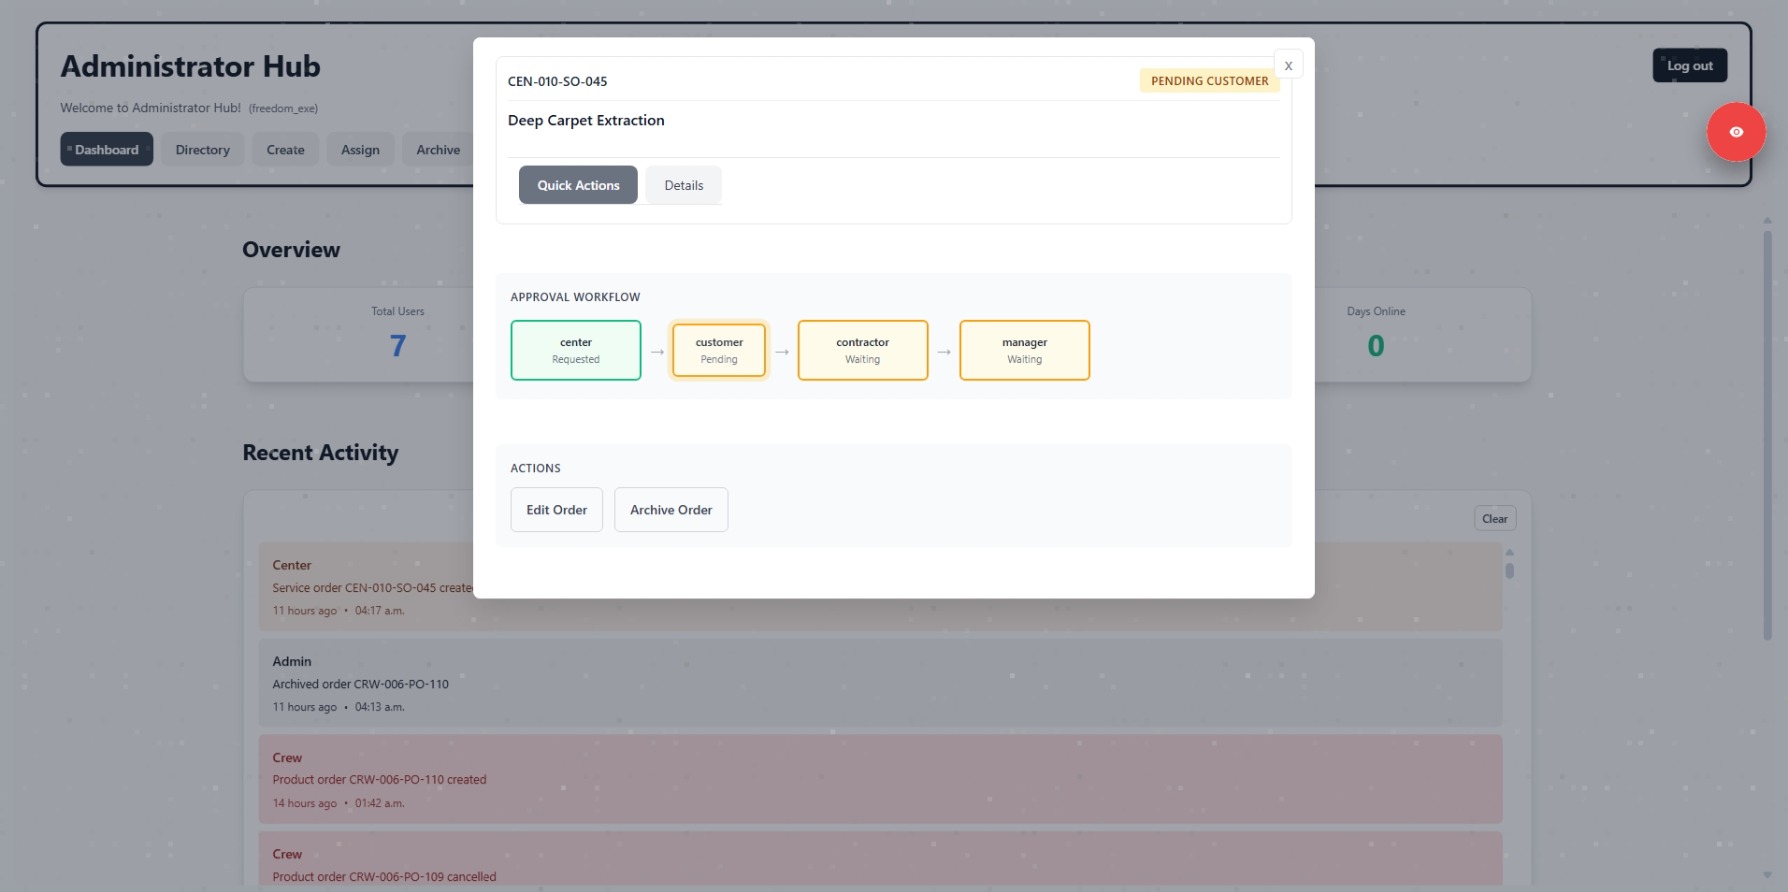 Administrator Hub
Welcome to Administrator Hub! (freedom_exe)
Dashboard
Directory
Create
Assign
Archive
Log out
CEN-010-SO-045
PENDING CUSTOMER
x
Deep Carpet Extraction
Quick Actions
Details
APPROVAL WORKFLOW
center
Requested
→
customer
Pending
→
contractor
Waiting
→
manager
Waiting
ACTIONS
Edit Order
Archive Order
Overview
Total Users
7
Days Online
0
Recent Activity
Clear
Center
Service order CEN-010-SO-045 create
11 hours ago • 04:17 a.m.
Admin
Archived order CRW-006-PO-110
11 hours ago • 04:13 a.m.
Crew
Product order CRW-006-PO-110 created
14 hours ago • 01:42 a.m.
Crew
Product order CRW-006-PO-109 cancelled